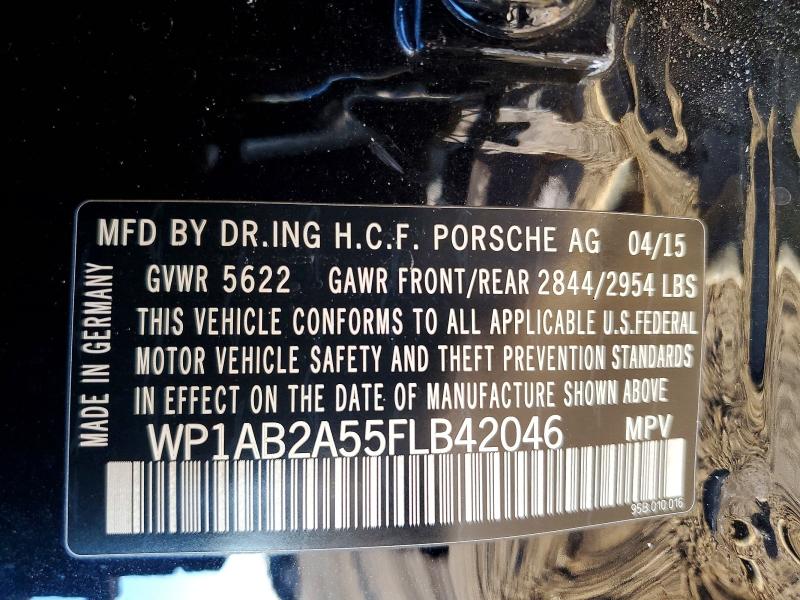 MFD BY DR.ING H.C.F. PORSCHE AG 04/15
GVWR 5622 GAWR FRONT/REAR 2844/2954 LBS
THIS VEHICLE CONFORMS TO ALL APPLICABLE U.S.FEDERAL
MOTOR VEHICLE SAFETY AND THEFT PREVENTION STANDARDS
IN EFFECT ON THE DATE OF MANUFACTURE SHOWN ABOVE
WP1AB2A55FLB42046 MPV
95B.010.016
MADE IN GERMANY